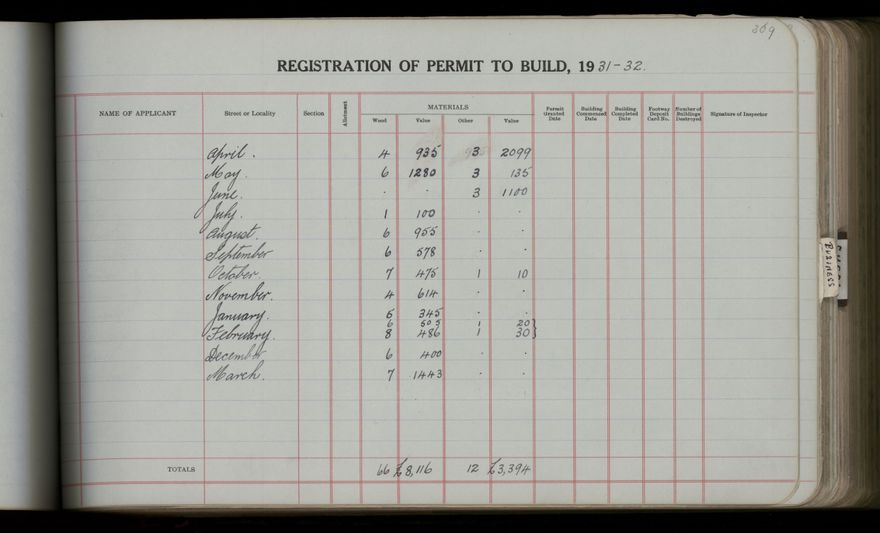 369
REGISTRATION OF PERMIT TO BUILD, 1931-32.
NAME OF APPLICANT Street or Locality Section Allotment MATERIALS Wood Value Other Value Permit Granted Date Building Commenced Date Building Completed Date Footway Deposit Card No. Number of Buildings Destroyed Signature of Inspector
April. 4 935 3 2099
May. 6 1280 3 135
June. · · 3 1100
July. 1 100 · ·
August. 6 955 · ·
September 6 578 · ·
October. 7 475 1 10
November. 4 614 · ·
January. 345 · ·
6 505 1 20
February. 8 486 1 30
December 6 400 · ·
March. 7 1443 · ·
TOTALS 66 £8,116 12 £3,394
BUSINESS